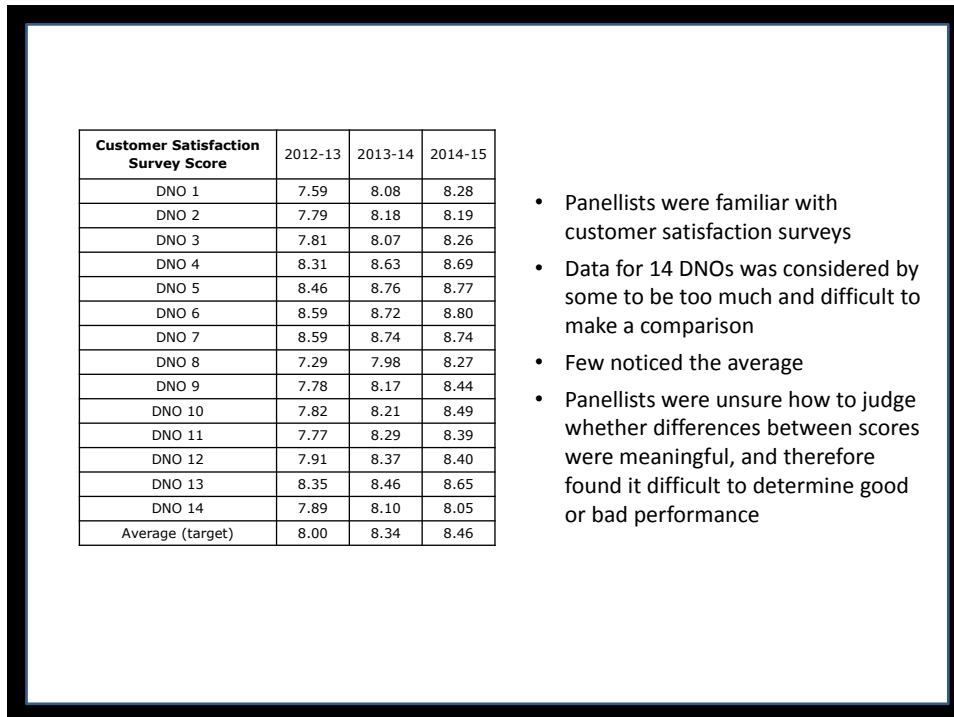 Customer Satisfaction
Survey Score 2012-13 2013-14 2014-15
DNO 1 7.59 8.08 8.28
DNO 2 7.79 8.18 8.19
DNO 3 7.81 8.07 8.26
DNO 4 8.31 8.63 8.69
DNO 5 8.46 8.76 8.77
DNO 6 8.59 8.72 8.80
DNO 7 8.59 8.74 8.74
DNO 8 7.29 7.98 8.27
DNO 9 7.78 8.17 8.44
DNO 10 7.82 8.21 8.49
DNO 11 7.77 8.29 8.39
DNO 12 7.91 8.37 8.40
DNO 13 8.35 8.46 8.65
DNO 14 7.89 8.10 8.05
Average (target) 8.00 8.34 8.46
• Panellists were familiar with
customer satisfaction surveys
• Data for 14 DNOs was considered by
some to be too much and difficult to
make a comparison
• Few noticed the average
• Panellists were unsure how to judge
whether differences between scores
were meaningful, and therefore
found it difficult to determine good
or bad performance